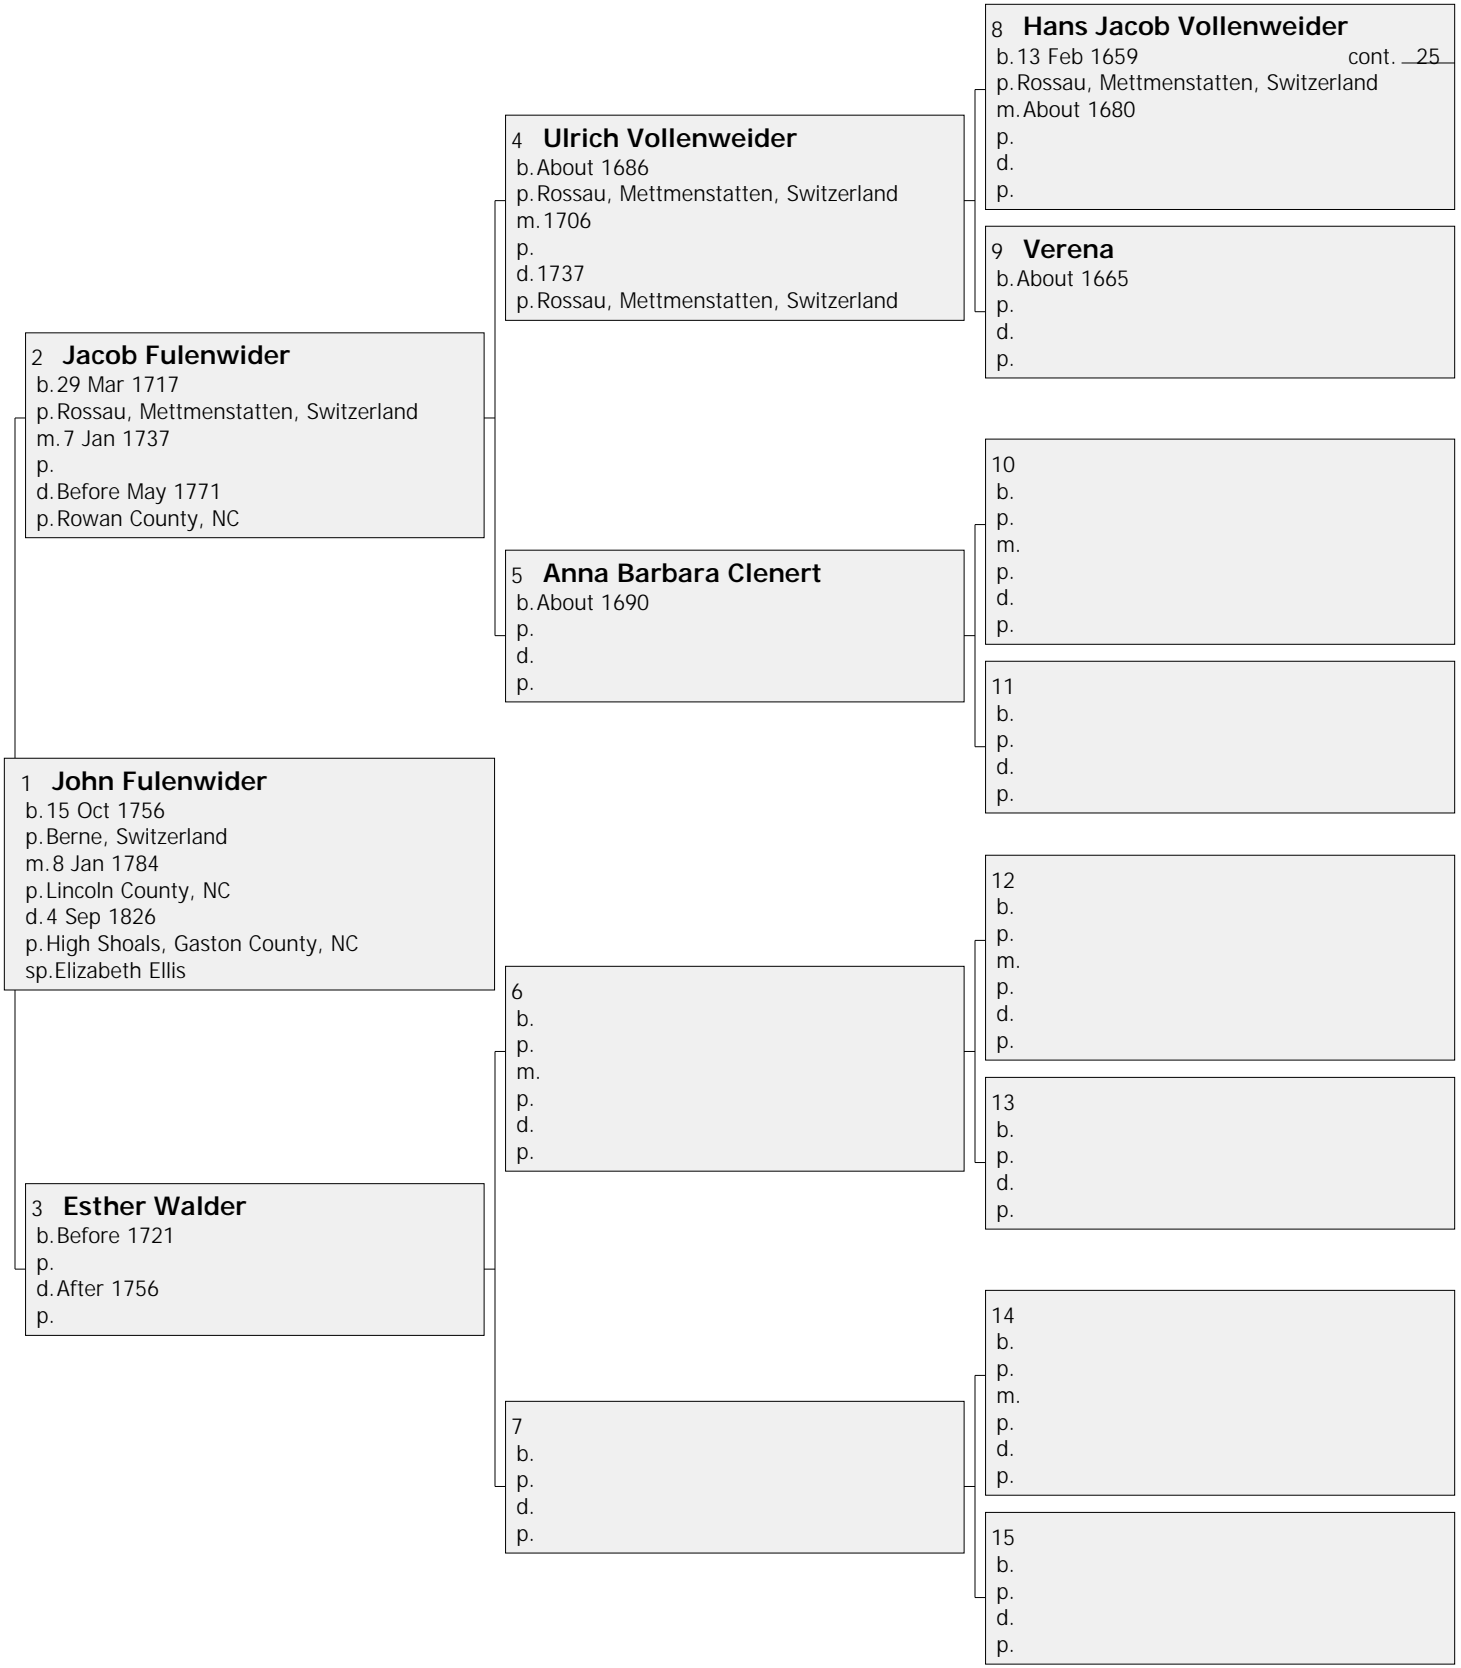 8 Hans Jacob Vollenweider
b.13 Feb 1659 cont. 25
p.Rossau, Mettmenstatten, Switzerland
m.About 1680
p.
d.
p.
4 Ulrich Vollenweider
b.About 1686
p.Rossau, Mettmenstatten, Switzerland
m.1706
p.
d.1737
p.Rossau, Mettmenstatten, Switzerland
9 Verena
b.About 1665
p.
d.
p.
2 Jacob Fulenwider
b.29 Mar 1717
p.Rossau, Mettmenstatten, Switzerland
m.7 Jan 1737
p.
d.Before May 1771
p.Rowan County, NC
10
b.
p.
m.
p.
d.
p.
5 Anna Barbara Clenert
b.About 1690
p.
d.
p.
11
b.
p.
d.
p.
1 John Fulenwider
b.15 Oct 1756
p.Berne, Switzerland
m.8 Jan 1784
p.Lincoln County, NC
d.4 Sep 1826
p.High Shoals, Gaston County, NC
sp.Elizabeth Ellis
12
b.
p.
m.
p.
d.
p.
6
b.
p.
m.
p.
d.
p.
13
b.
p.
d.
p.
3 Esther Walder
b.Before 1721
p.
d.After 1756
p.
14
b.
p.
m.
p.
d.
p.
7
b.
p.
d.
p.
15
b.
p.
d.
p.